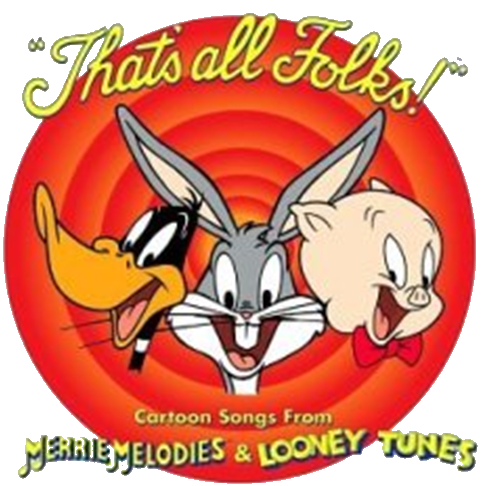 "That's all Folks!"
Cartoon Songs From
MERRIE MELODIES & LOONEY TUNES